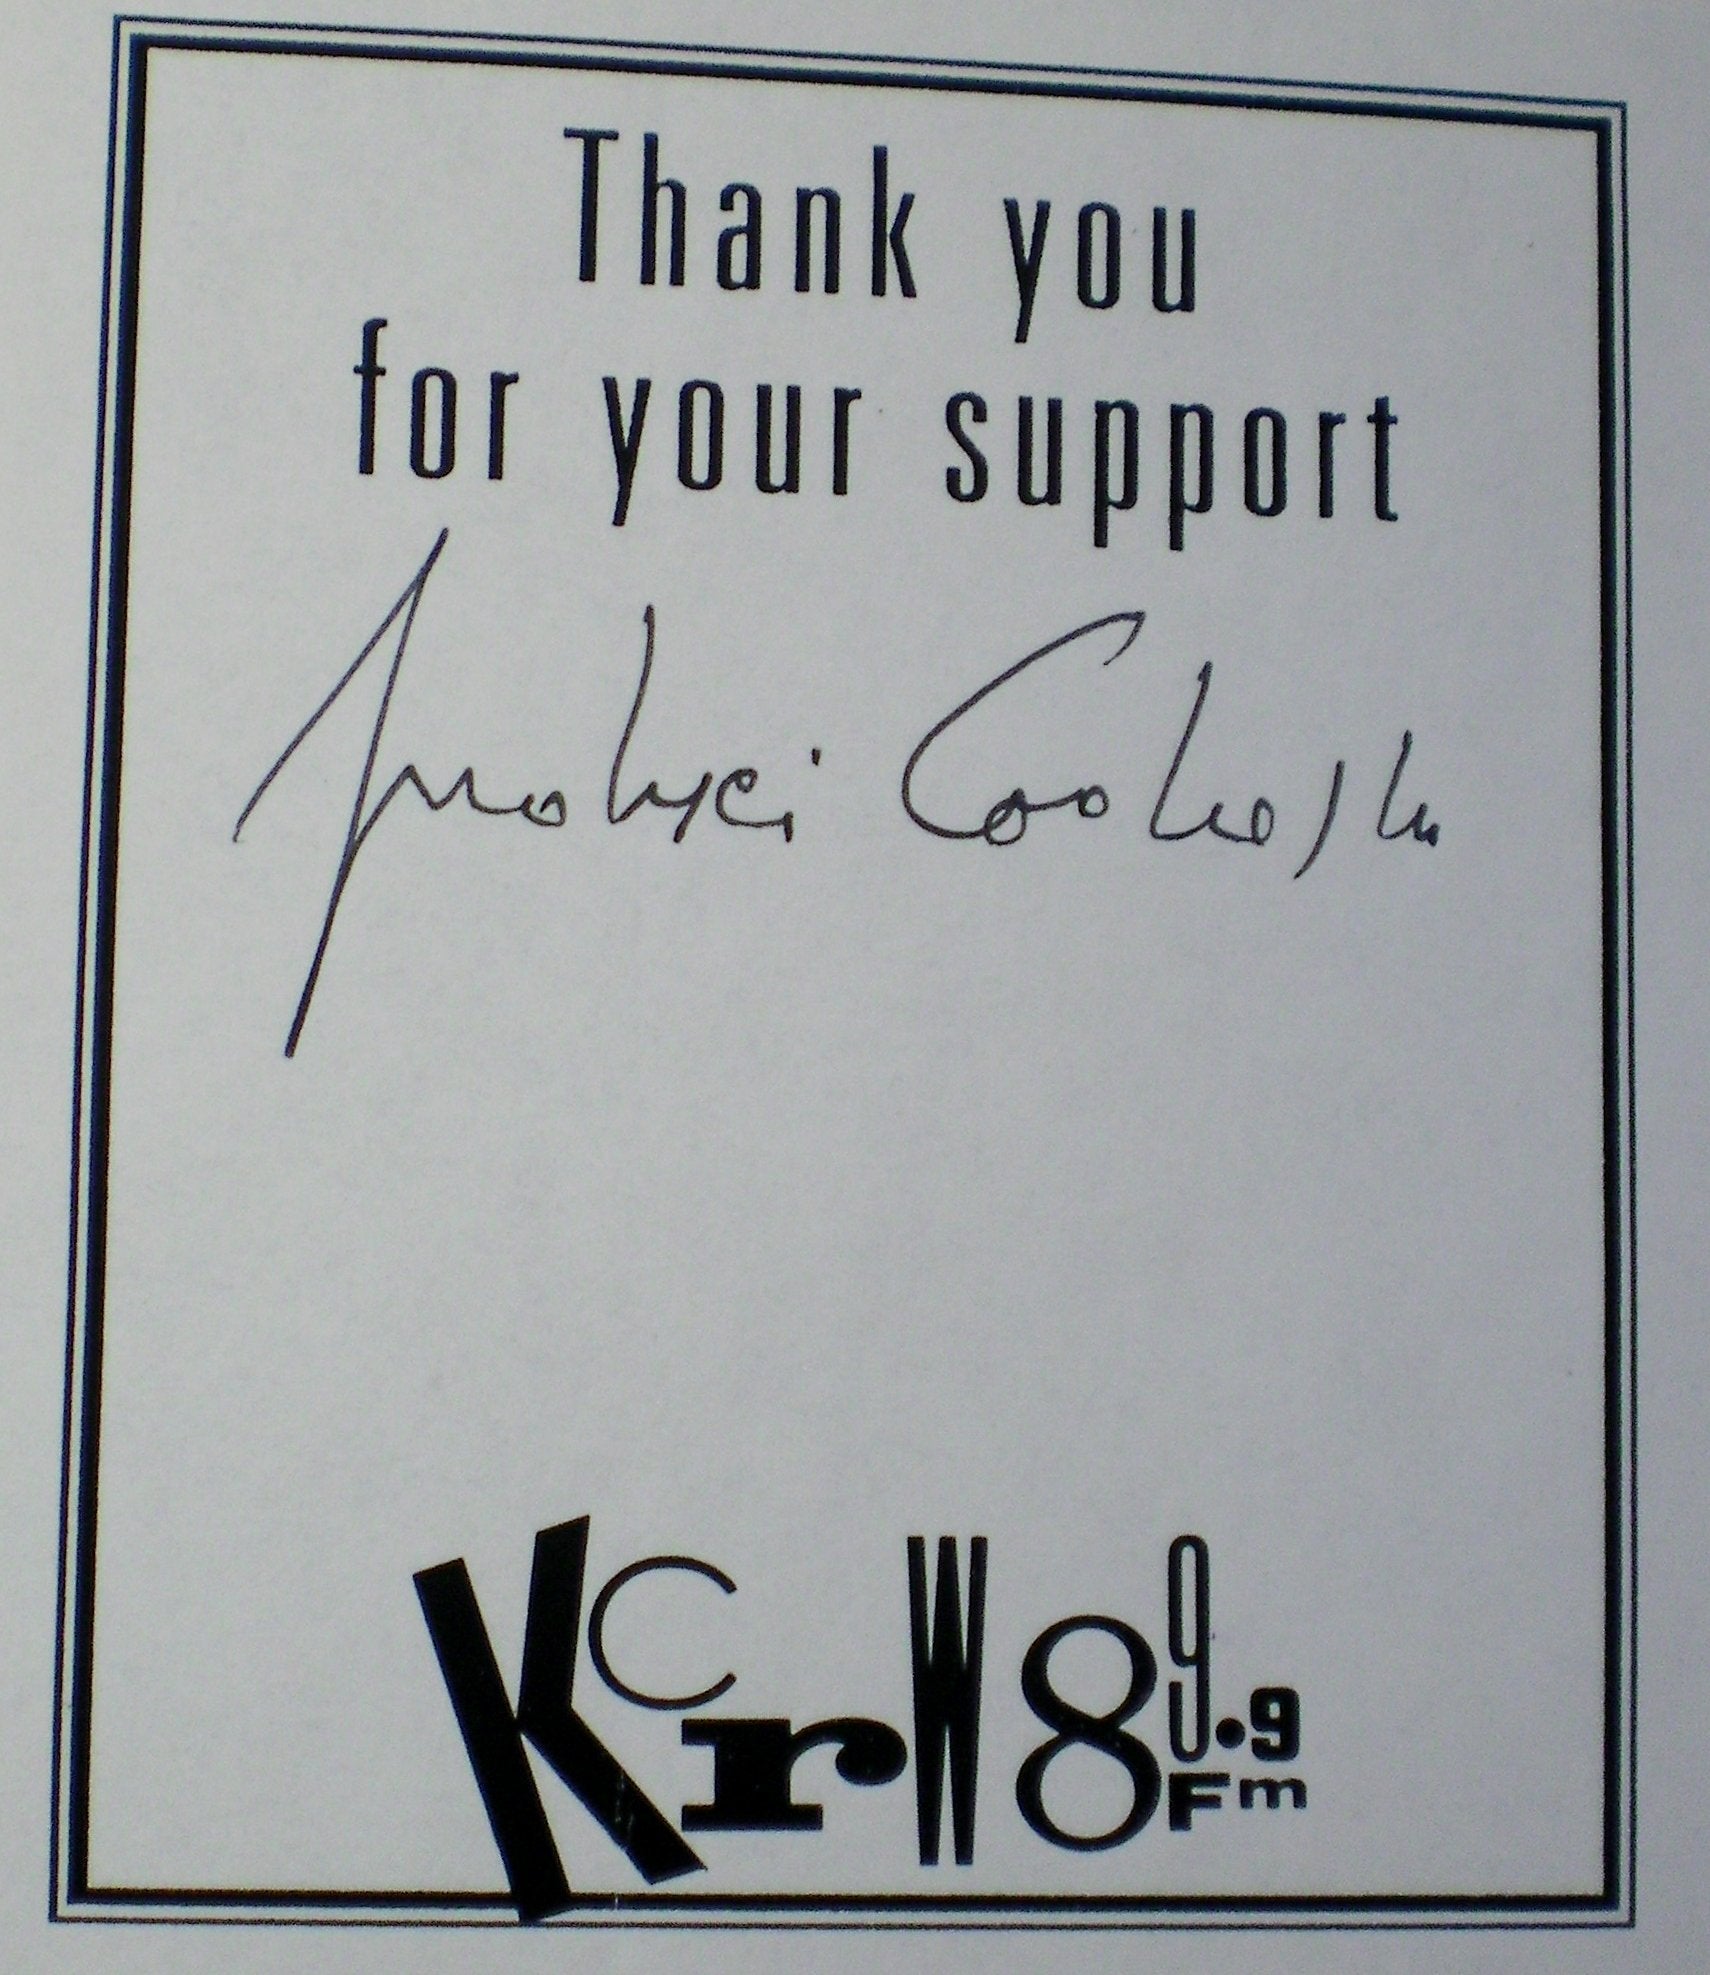 Thank you
for your support
KCrW 89.9
Fm